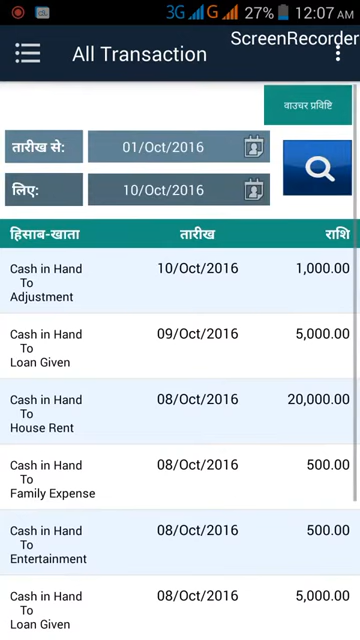 3G G 27% 12:07 AM
ScreenRecorder
All Transaction
वाउचर प्रविष्टि
तारीख से: 01/Oct/2016
लिए: 10/Oct/2016
हिसाब-खाता तारीख राशि
Cash in Hand 10/Oct/2016 1,000.00
To
Adjustment
Cash in Hand 09/Oct/2016 5,000.00
To
Loan Given
Cash in Hand 08/Oct/2016 20,000.00
To
House Rent
Cash in Hand 08/Oct/2016 500.00
To
Family Expense
Cash in Hand 08/Oct/2016 500.00
To
Entertainment
Cash in Hand 08/Oct/2016 5,000.00
To
Loan Given